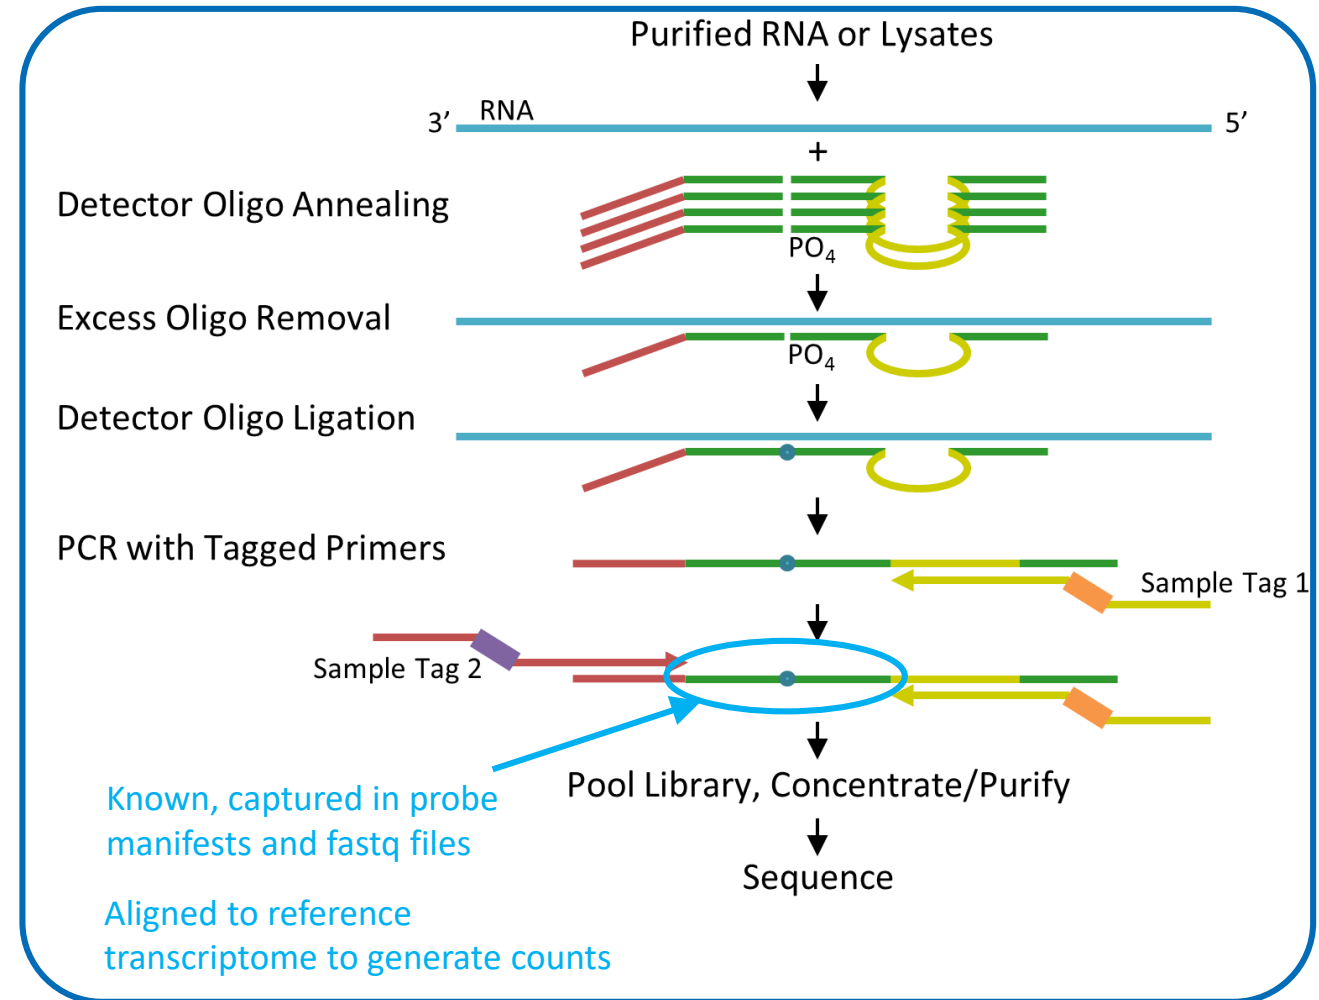 Purified RNA or Lysates
RNA
3’
5’
+
Detector Oligo Annealing
PO4
Excess Oligo Removal
PO4
Detector Oligo Ligation
PCR with Tagged Primers
Sample Tag 1
Sample Tag 2
Pool Library, Concentrate/Purify
Known, captured in probe
manifests and fastq files
Sequence
Aligned to reference
transcriptome to generate counts